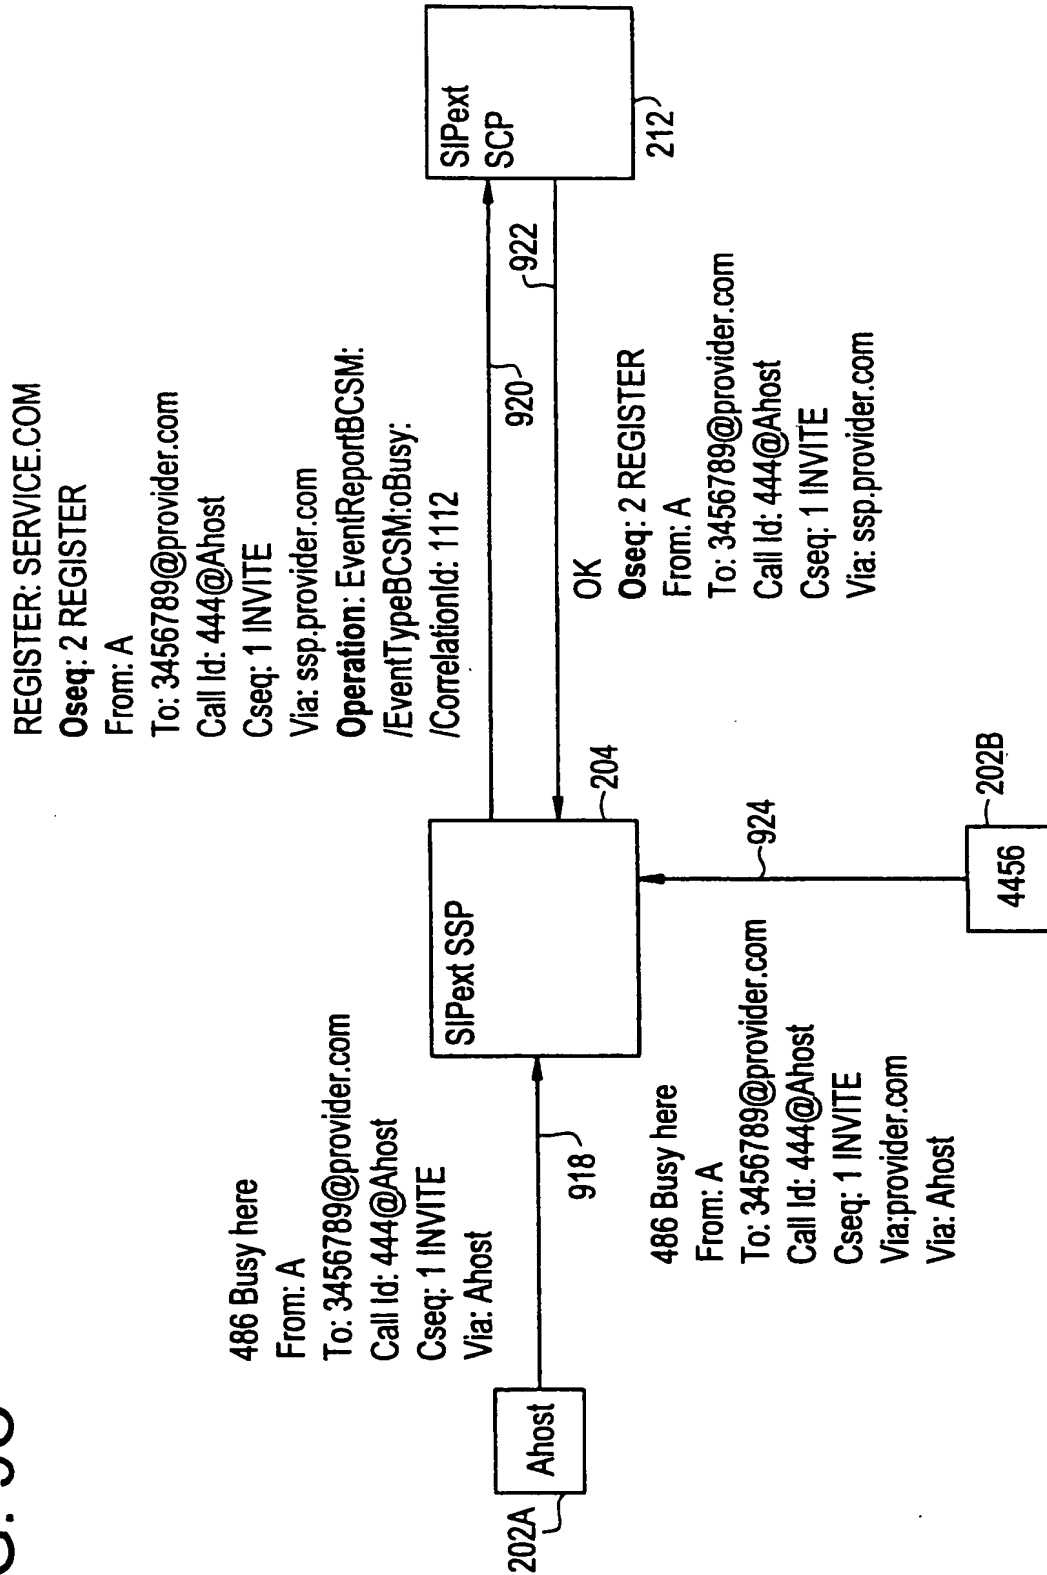 REGISTER: SERVICE.COM
Oseq: 2 REGISTER
From: A
To: 3456789@provider.com
Call Id: 444@Ahost
Cseq: 1 INVITE
Via: ssp.provider.com
Operation: EventReportBCSM:
/EventTypeBCSM:oBusy:
/CorrelationId: 1112
486 Busy here
From: A
To: 3456789@provider.com
Call Id: 444@Ahost
Cseq: 1 INVITE
Via: Ahost
Ahost
202A
918
SIPext SSP
204
920
922
SIPext
SCP
212
OK
Oseq: 2 REGISTER
From: A
To: 3456789@provider.com
Call Id: 444@Ahost
Cseq: 1 INVITE
Via: ssp.provider.com
486 Busy here
From: A
To: 3456789@provider.com
Call Id: 444@Ahost
Cseq: 1 INVITE
Via:provider.com
Via: Ahost
924
4456
202B